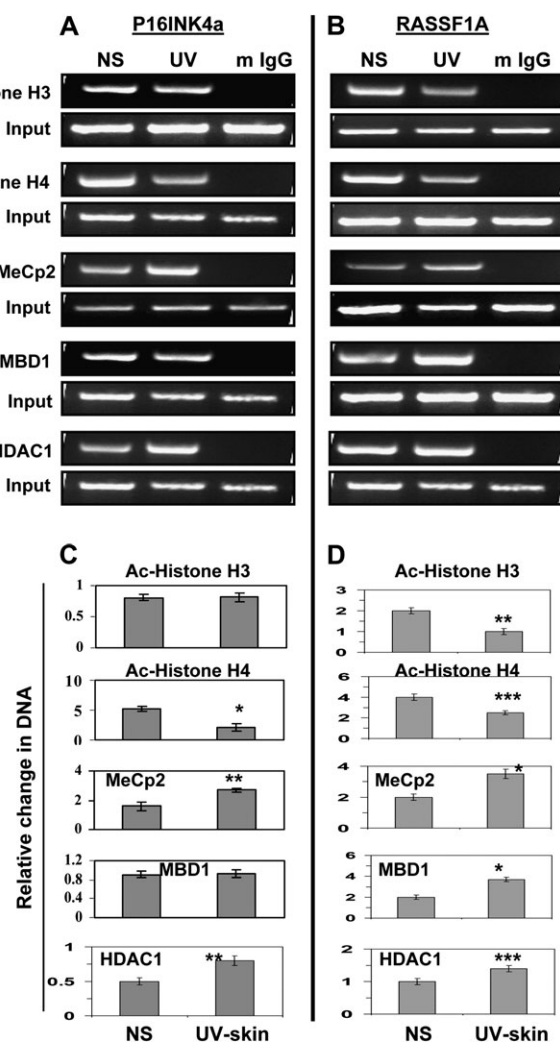 A P16INK4a B RASSF1A
NS UV m IgG NS UV m IgG
ne H3
Input
ne H4
Input
MeCp2
Input
MBD1
Input
HDAC1
Input
C
Ac-Histone H3
1
0.5
0
Ac-Histone H4
10
5
0
*
MeCp2
4
2
0
**
MBD1
1.2
0.8
0.4
0
HDAC1
1
0.5
0
**
NS UV-skin
Relative change in DNA
D
Ac-Histone H3
3
2
1
0
**
Ac-Histone H4
6
4
2
0
***
MeCp2
4
2
0
*
MBD1
6
4
2
0
*
HDAC1
2
1
0
***
NS UV-skin